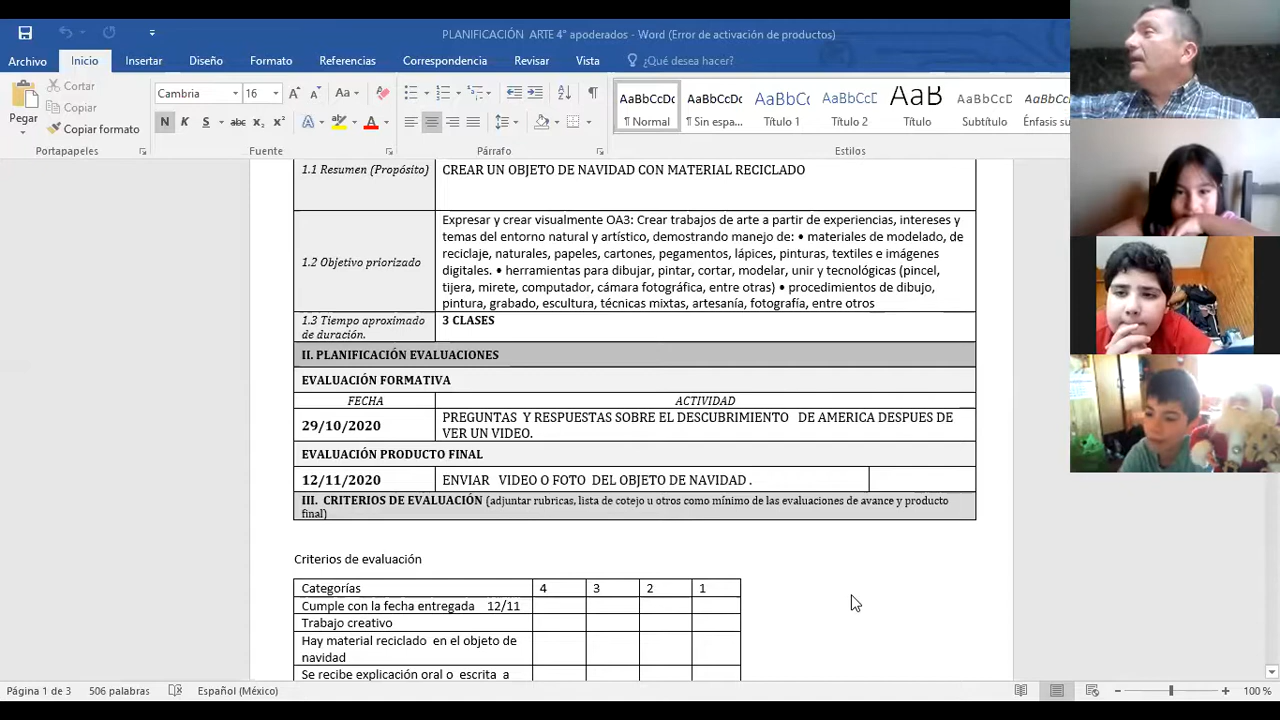 PLANIFICACIÓN  ARTE 4° apoderados - Word (Error de activación de productos)
Archivo Inicio Insertar Diseño Formato Referencias Correspondencia Revisar Vista ¿Qué desea hacer?
Pegar
Cortar
Copiar
Copiar formato
Portapapeles
Cambria 16 A A Aa
N K S abc x₂ x² A A
Fuente
Párrafo
AaBbCcDc AaBbCcDc AaBbCc AaBbCcD AaB AaBbCcD AaBbCcD
¶ Normal ¶ Sin espa... Título 1 Título 2 Título Subtítulo Énfasis su
Estilos
1.1 Resumen (Propósito)
CREAR UN OBJETO DE NAVIDAD CON MATERIAL RECICLADO
1.2 Objetivo priorizado
Expresar y crear visualmente OA3: Crear trabajos de arte a partir de experiencias, intereses y
temas del entorno natural y artístico, demostrando manejo de: • materiales de modelado, de
reciclaje, naturales, papeles, cartones, pegamentos, lápices, pinturas, textiles e imágenes
digitales. • herramientas para dibujar, pintar, cortar, modelar, unir y tecnológicas (pincel,
tijera, mirete, computador, cámara fotográfica, entre otras) • procedimientos de dibujo,
pintura, grabado, escultura, técnicas mixtas, artesanía, fotografía, entre otros
1.3 Tiempo aproximado
de duración.
3 CLASES
II. PLANIFICACIÓN EVALUACIONES
EVALUACIÓN FORMATIVA
FECHA ACTIVIDAD
29/10/2020
PREGUNTAS  Y RESPUESTAS SOBRE EL DESCUBRIMIENTO  DE AMERICA DESPUES DE
VER UN VIDEO.
EVALUACIÓN PRODUCTO FINAL
12/11/2020 ENVIAR  VIDEO O FOTO  DEL OBJETO DE NAVIDAD .
III.  CRITERIOS DE EVALUACIÓN (adjuntar rubricas, lista de cotejo u otros como mínimo de las evaluaciones de avance y producto
final)
Criterios de evaluación
Categorías 4 3 2 1
Cumple con la fecha entregada   12/11
Trabajo creativo
Hay material reciclado  en el objeto de
navidad
Se recibe explicación oral o  escrita  a
Página 1 de 3 506 palabras Español (México) 100 %